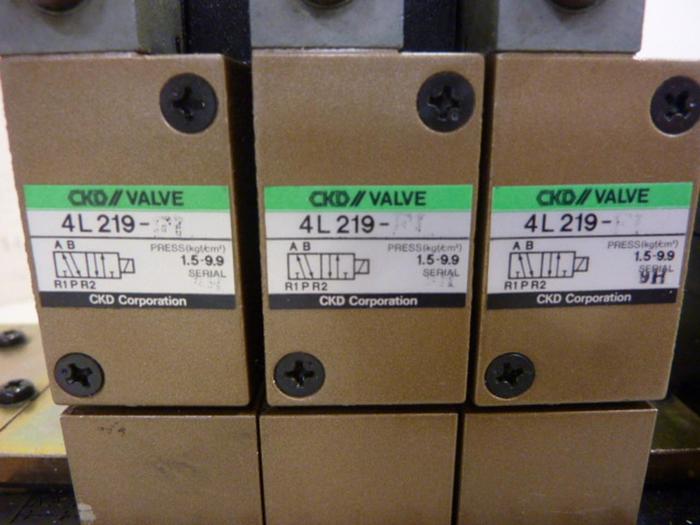 CKD// VALVE
4L219-
A B
PRESS(kgf/cm²)
1.5-9.9
SERIAL
R1 P R2
CKD Corporation
CKD// VALVE
4L219-
A B
PRESS(kgf/cm²)
1.5-9.9
SERIAL
R1 P R2
CKD Corporation
CKD// VALVE
4L219-
A B
PRESS(kgf/cm²)
1.5-9.9
SERIAL
9H
R1 P R2
CKD Corporation